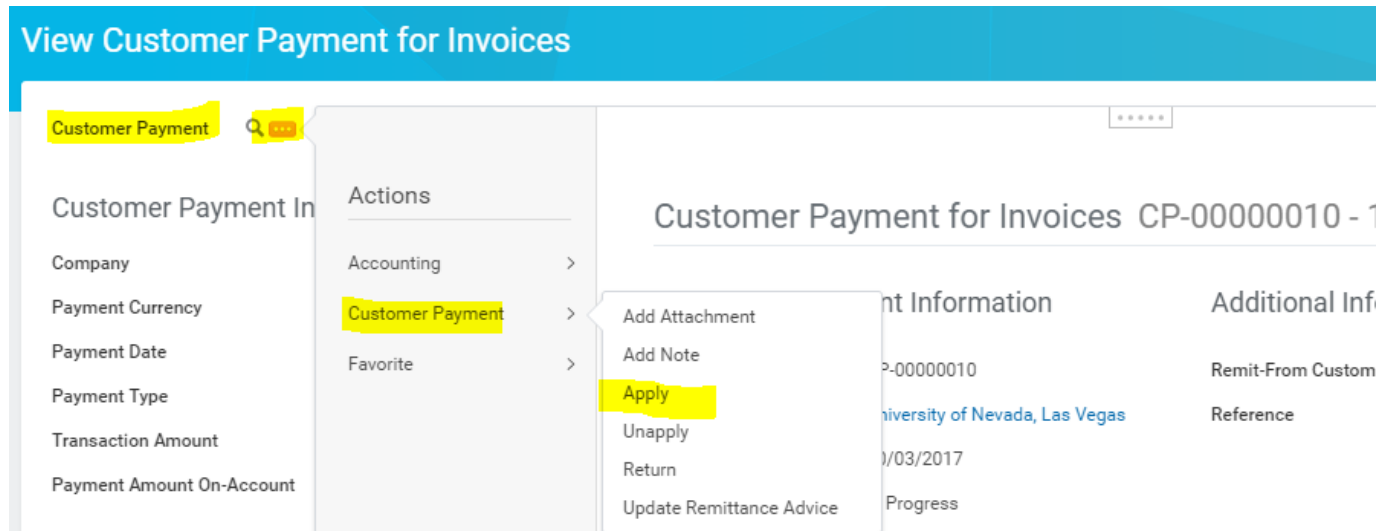 View Customer Payment for Invoices
Customer Payment
Customer Payment In
Company
Payment Currency
Payment Date
Payment Type
Transaction Amount
Payment Amount On-Account
Actions
Accounting
Customer Payment
Favorite
Add Attachment
Add Note
Apply
Unapply
Return
Update Remittance Advice
Customer Payment for Invoices CP-00000010 - 1
nt Information
P-00000010
niversity of Nevada, Las Vegas
0/03/2017
Progress
Additional Inf
Remit-From Custom
Reference